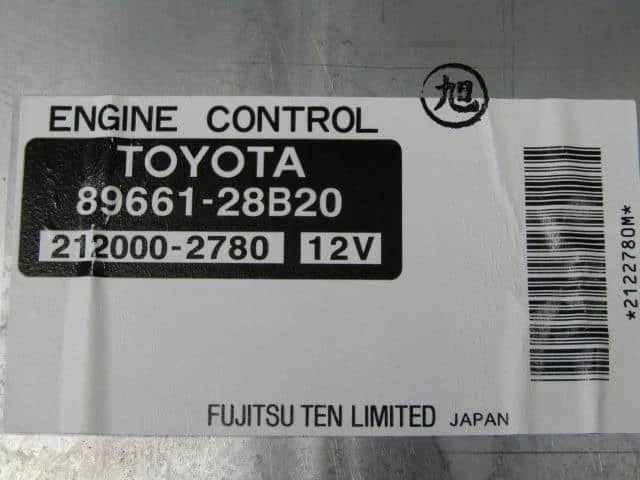 旭
ENGINE CONTROL
TOYOTA
89661-28B20
212000-2780 12V
*2122780M*
FUJITSU TEN LIMITED JAPAN